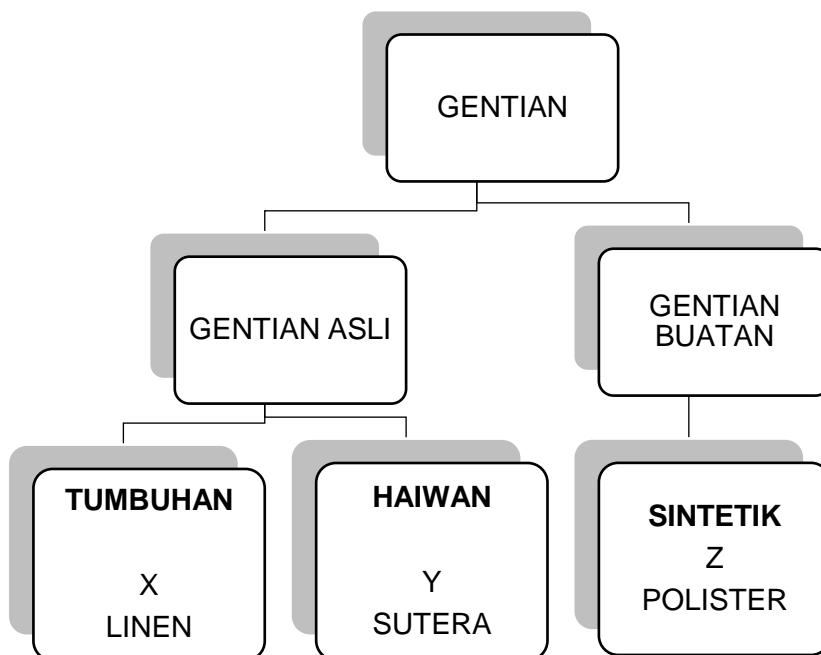 GENTIAN
GENTIAN ASLI
GENTIAN
BUATAN
TUMBUHAN
X
LINEN
HAIWAN
Y
SUTERA
SINTETIK
Z
POLISTER